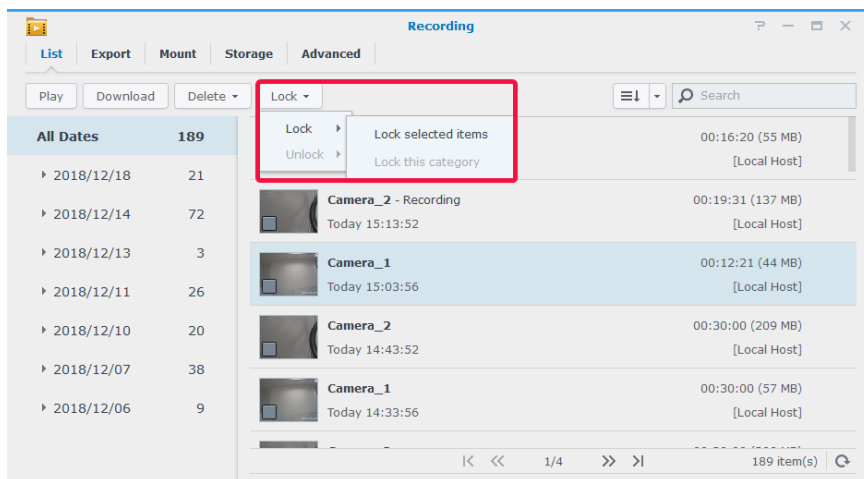 Recording
List Export Mount Storage Advanced
Play Download Delete Lock Search
Lock Lock selected items
Unlock Lock this category
All Dates 189
2018/12/18 21
2018/12/14 72
2018/12/13 3
2018/12/11 26
2018/12/10 20
2018/12/07 38
2018/12/06 9
00:16:20 (55 MB)
[Local Host]
Camera_2 - Recording 00:19:31 (137 MB)
Today 15:13:52 [Local Host]
Camera_1 00:12:21 (44 MB)
Today 15:03:56 [Local Host]
Camera_2 00:30:00 (209 MB)
Today 14:43:52 [Local Host]
Camera_1 00:30:00 (57 MB)
Today 14:33:56 [Local Host]
1/4 189 item(s)